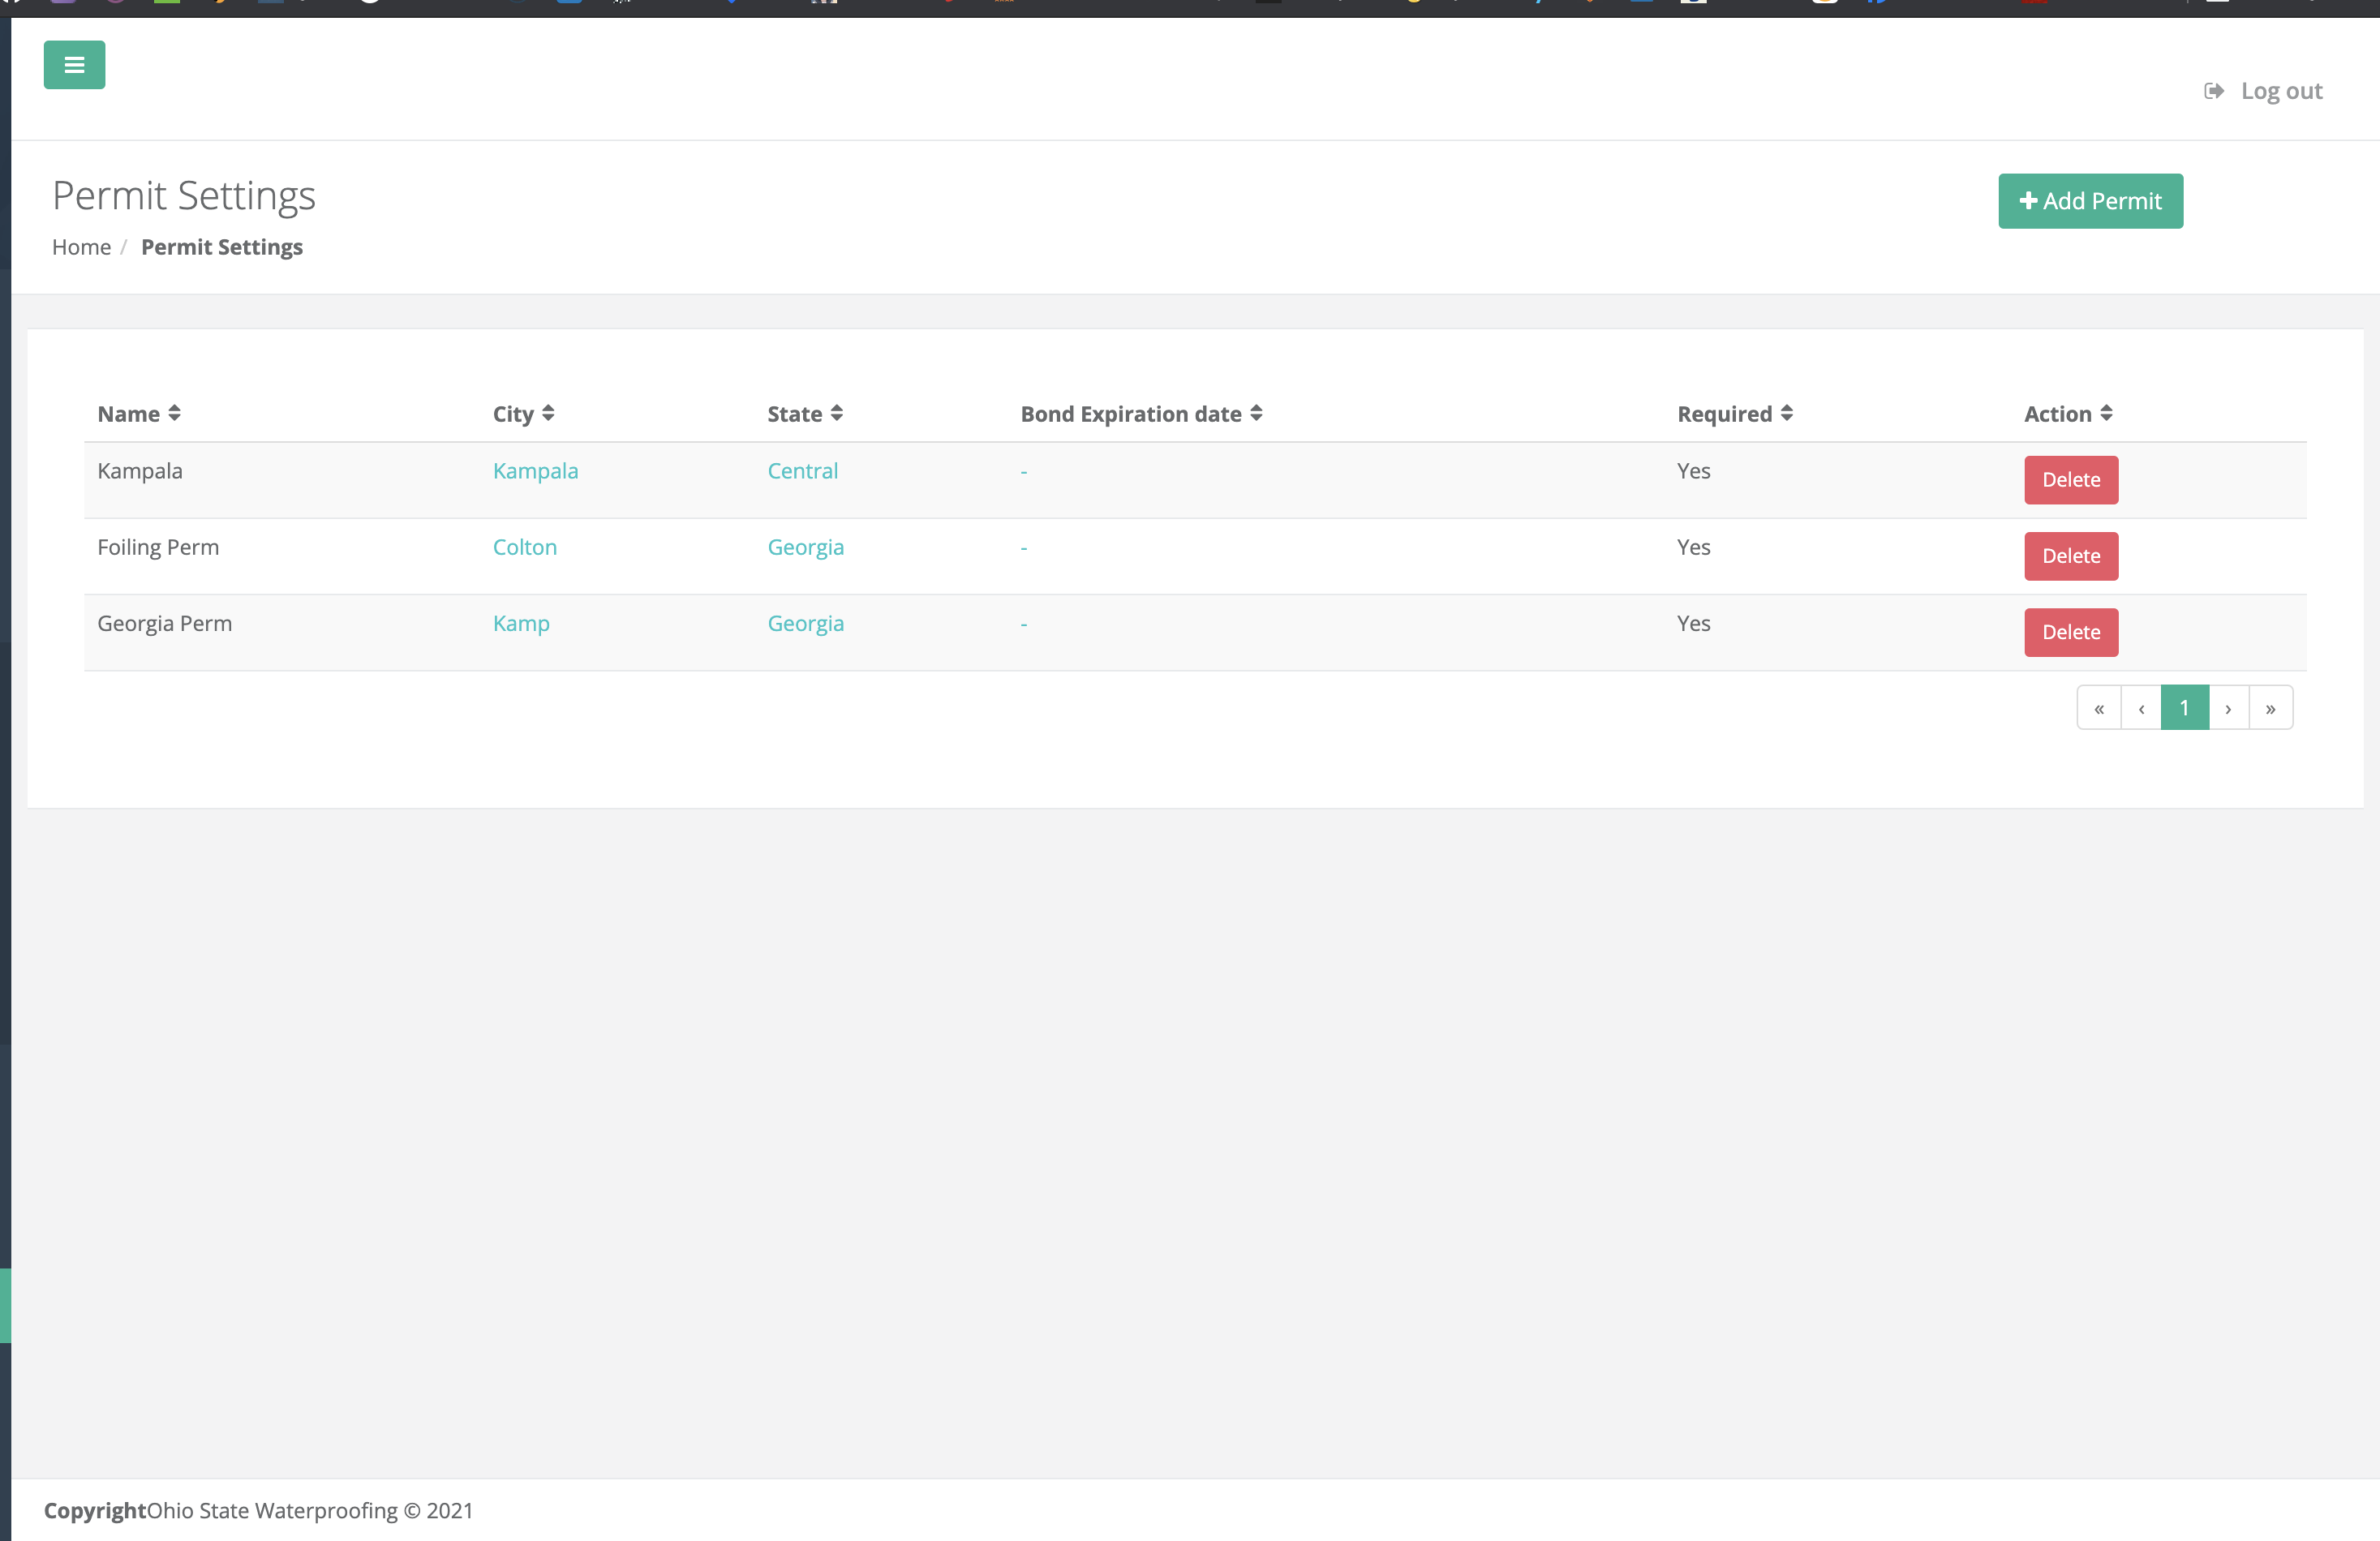 Log out
Permit Settings
Add Permit
Home / Permit Settings
Name City State Bond Expiration date Required Action
Kampala Kampala Central - Yes Delete
Foiling Perm Colton Georgia - Yes Delete
Georgia Perm Kamp Georgia - Yes Delete
« ‹ 1 › »
CopyrightOhio State Waterproofing © 2021